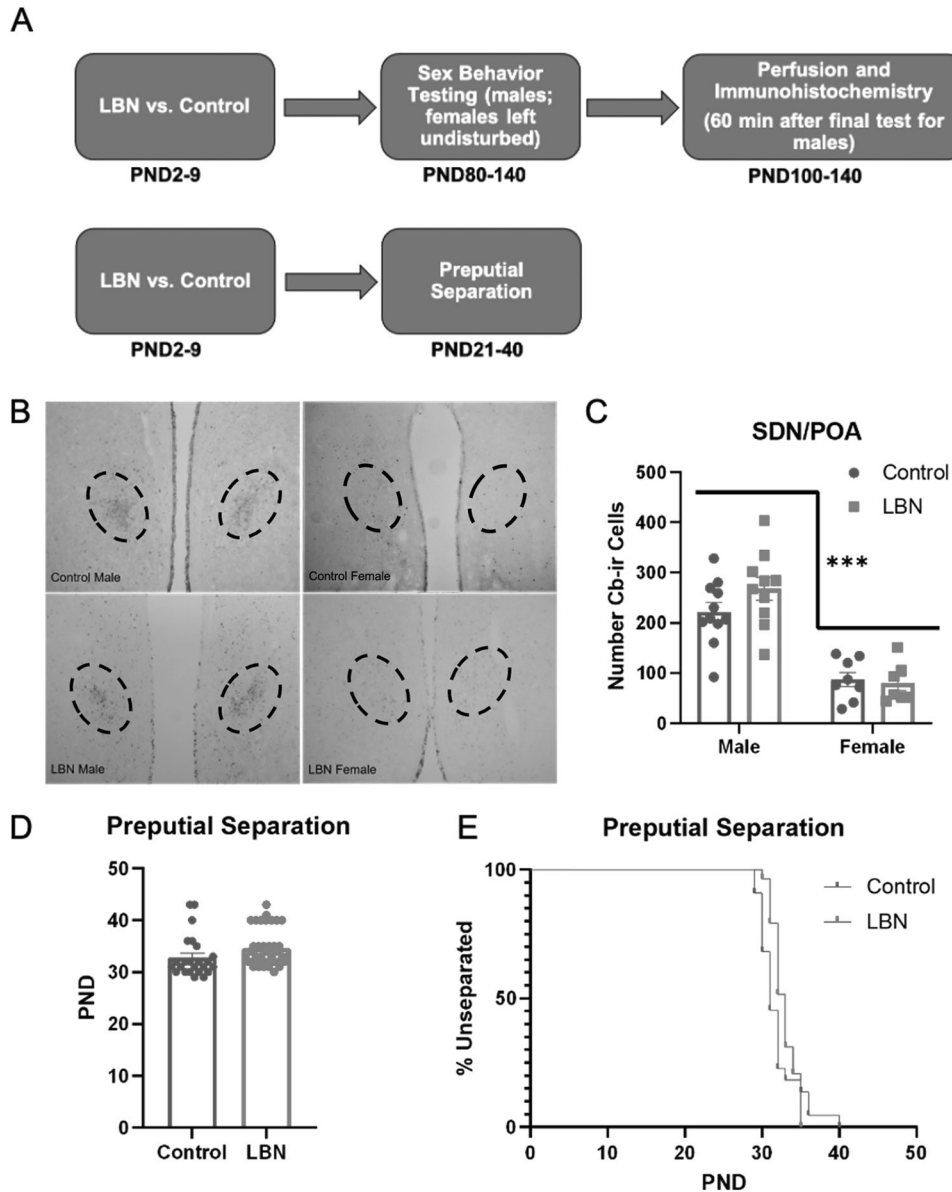 A
LBN vs. Control
PND2-9
Sex Behavior
Testing (males;
females left
undisturbed)
PND80-140
Perfusion and
Immunohistochemistry
(60 min after final test for
males)
PND100-140
LBN vs. Control
PND2-9
Preputial
Separation
PND21-40
B
Control Male
Control Female
LBN Male
LBN Female
C
SDN/POA
Number Cb-ir Cells
500
400
300
200
100
0
Control
LBN
***
Male
Female
D
Preputial Separation
PND
50
40
30
20
10
0
Control
LBN
E
Preputial Separation
% Unseparated
100
50
0
Control
LBN
0
10
20
30
40
50
PND